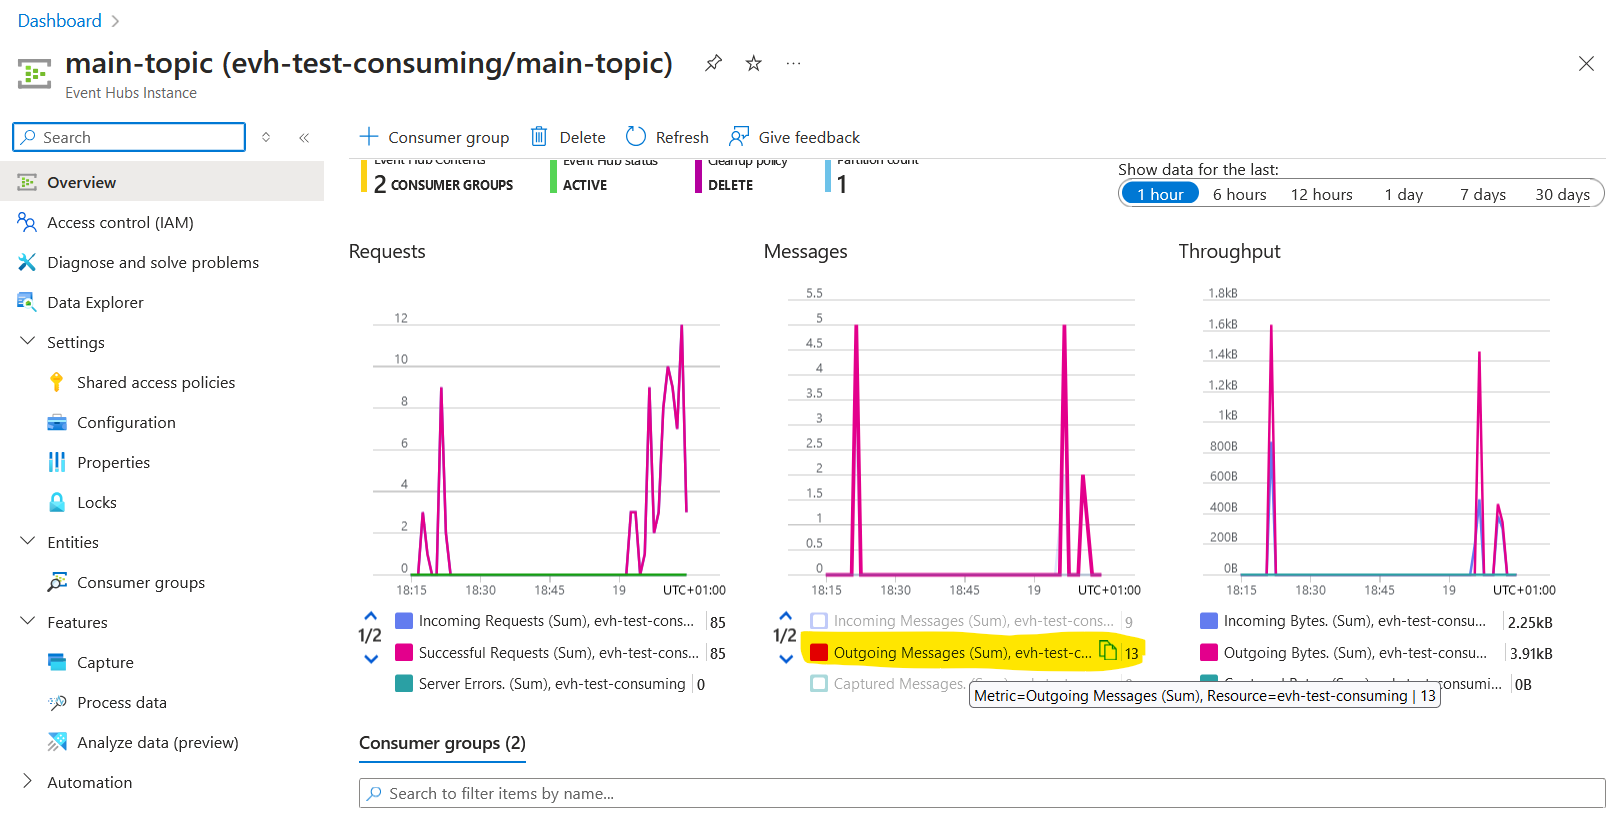 Dashboard
main-topic (evh-test-consuming/main-topic)
Event Hubs Instance
Search
Consumer group
Delete
Refresh
Give feedback
Overview
Access control (IAM)
Diagnose and solve problems
Data Explorer
Settings
Shared access policies
Configuration
Properties
Locks
Entities
Consumer groups
Features
Capture
Process data
Analyze data (preview)
Automation
Event Hub Contents
2 CONSUMER GROUPS
Event Hub status
ACTIVE
Cleanup policy
DELETE
Partition count
1
Show data for the last:
1 hour 6 hours 12 hours 1 day 7 days 30 days
Requests
12
10
8
6
4
2
0
18:15 18:30 18:45 19 UTC+01:00
1/2
Incoming Requests (Sum), evh-test-cons... 85
Successful Requests (Sum), evh-test-cons... 85
Server Errors. (Sum), evh-test-consuming 0
Messages
5.5
5
4.5
4
3.5
3
2.5
2
1.5
1
0.5
0
18:15 18:30 18:45 19 UTC+01:00
1/2
Incoming Messages (Sum), evh-test-cons... 9
Outgoing Messages (Sum), evh-test-c... 13
Captured Messages.
Metric=Outgoing Messages (Sum), Resource=evh-test-consuming | 13
Throughput
1.8kB
1.6kB
1.4kB
1.2kB
1kB
800B
600B
400B
200B
0B
18:15 18:30 18:45 19 UTC+01:00
Incoming Bytes. (Sum), evh-test-consu... 2.25kB
Outgoing Bytes. (Sum), evh-test-consu... 3.91kB
0B
Consumer groups (2)
Search to filter items by name...